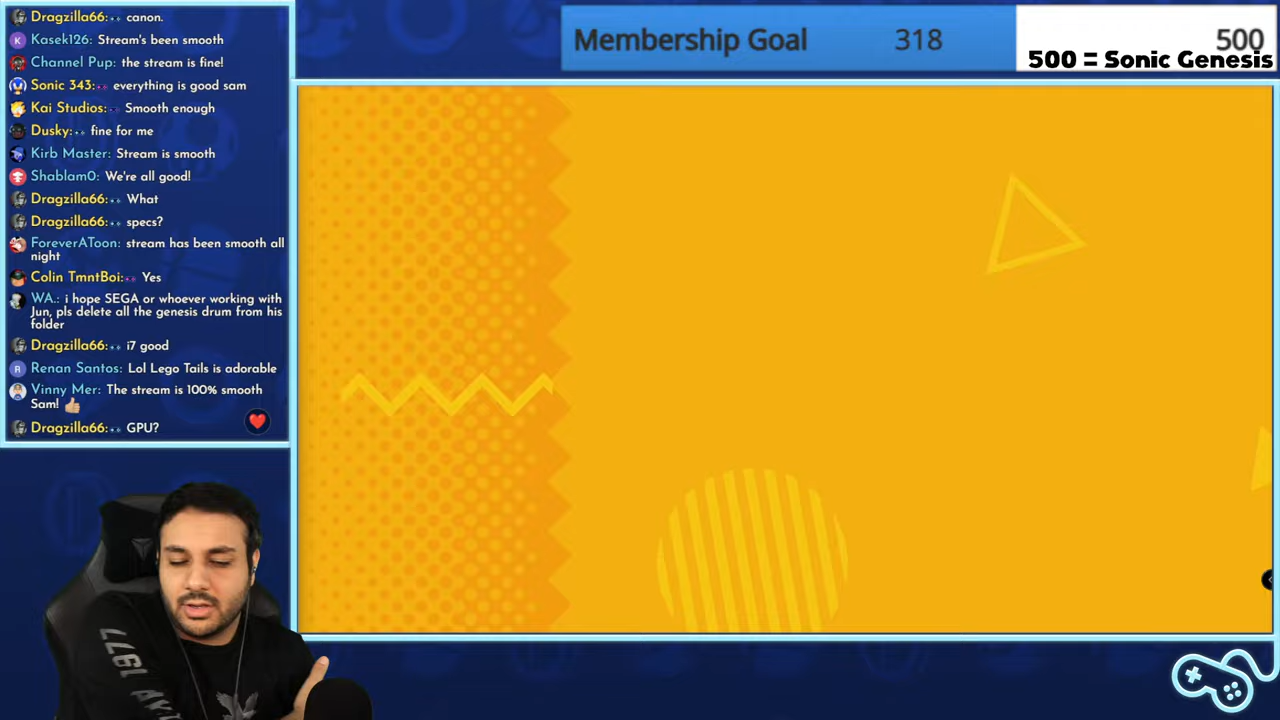 Dragzilla66: canon.
Kasek126: Stream's been smooth
Channel Pup: the stream is fine!
Sonic 343: everything is good sam
Kai Studios: Smooth enough
Dusky: fine for me
Kirb Master: Stream is smooth
Shablam0: We're all good!
Dragzilla66: What
Dragzilla66: specs?
ForeverAToon: stream has been smooth all
night
Colin TmntBoi: Yes
WA.: i hope SEGA or whoever working with
Jun, pls delete all the genesis drum from his
folder
Dragzilla66: i7 good
Renan Santos: Lol Lego Tails is adorable
Vinny Mer: The stream is 100% smooth
Sam! 👍🏼
Dragzilla66: GPU?
Membership Goal 318 500
500 = Sonic Genesis
K
R
1977